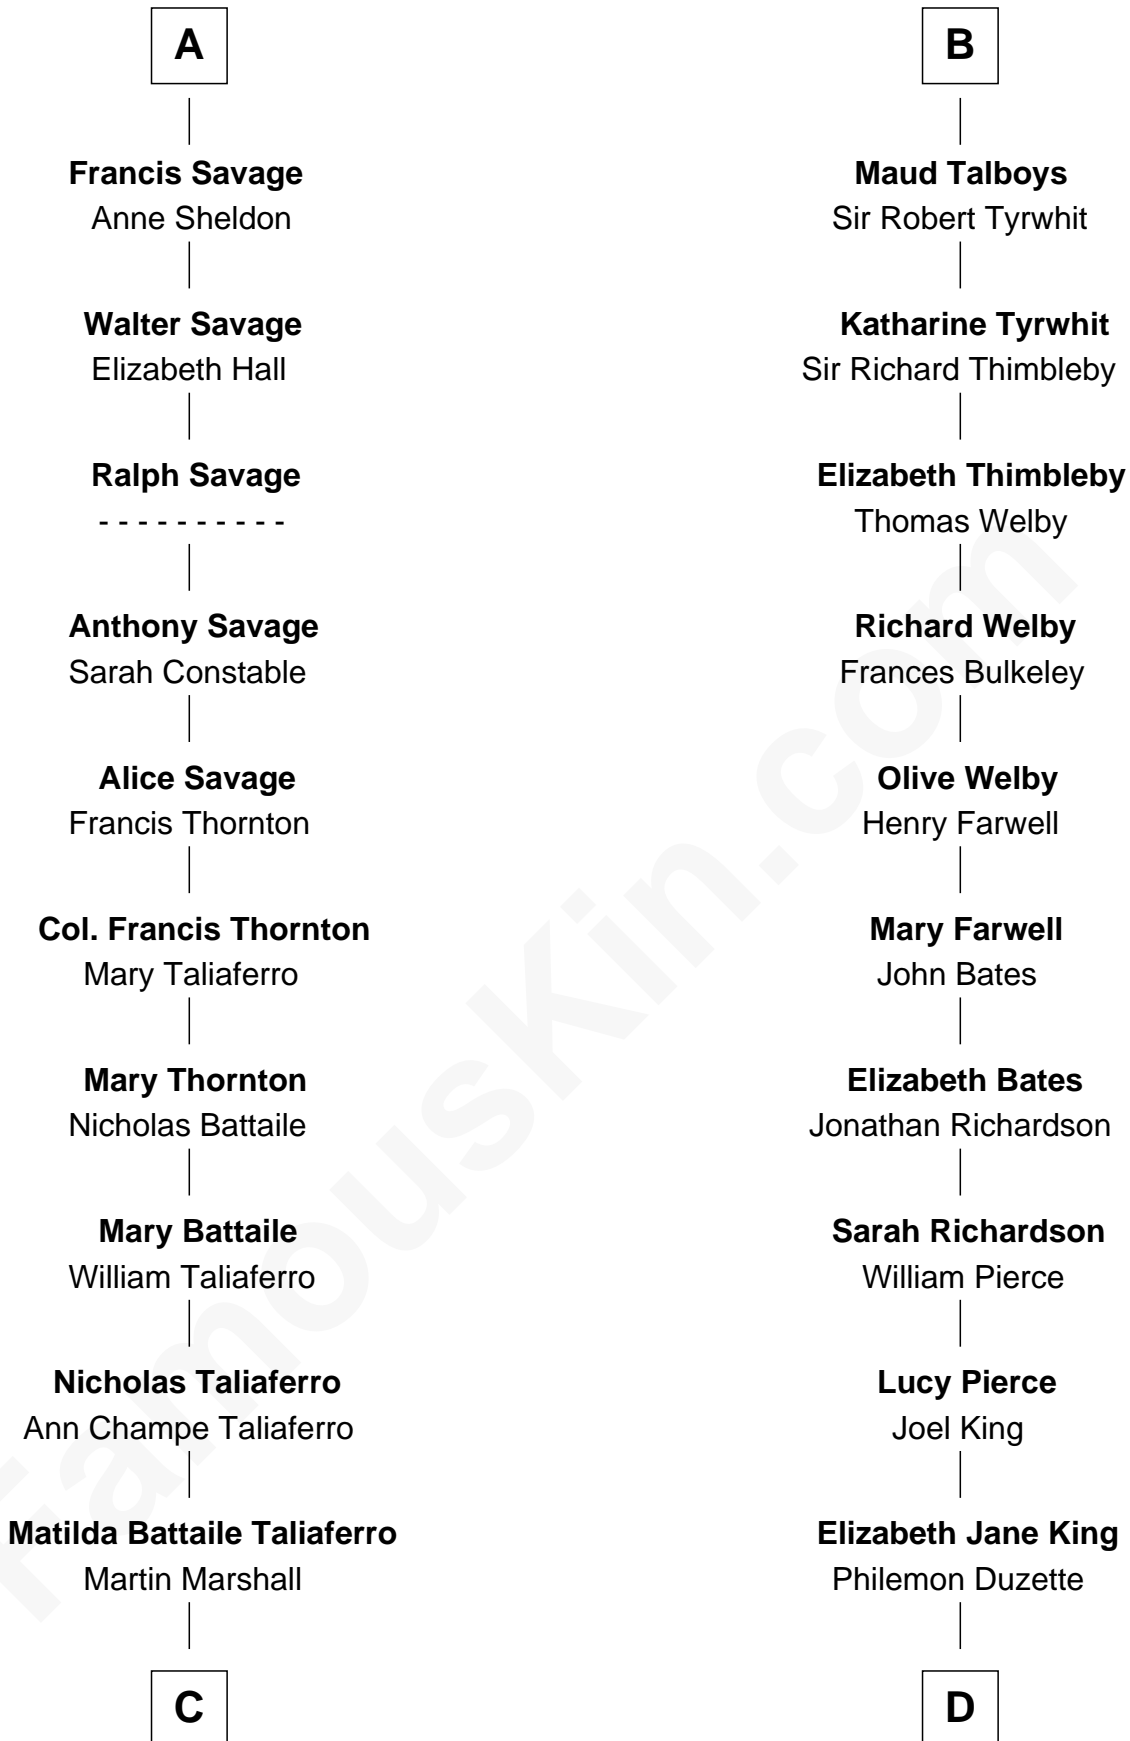 A
Francis Savage
Anne Sheldon
Walter Savage
Elizabeth Hall
Ralph Savage
- - - - - - - - - -
Anthony Savage
Sarah Constable
Alice Savage
Francis Thornton
Col. Francis Thornton
Mary Taliaferro
Mary Thornton
Nicholas Battaile
Mary Battaile
William Taliaferro
Nicholas Taliaferro
Ann Champe Taliaferro
Matilda Battaile Taliaferro
Martin Marshall
C
B
Maud Talboys
Sir Robert Tyrwhit
Katharine Tyrwhit
Sir Richard Thimbleby
Elizabeth Thimbleby
Thomas Welby
Richard Welby
Frances Bulkeley
Olive Welby
Henry Farwell
Mary Farwell
John Bates
Elizabeth Bates
Jonathan Richardson
Sarah Richardson
William Pierce
Lucy Pierce
Joel King
Elizabeth Jane King
Philemon Duzette
D
FamousKin.com